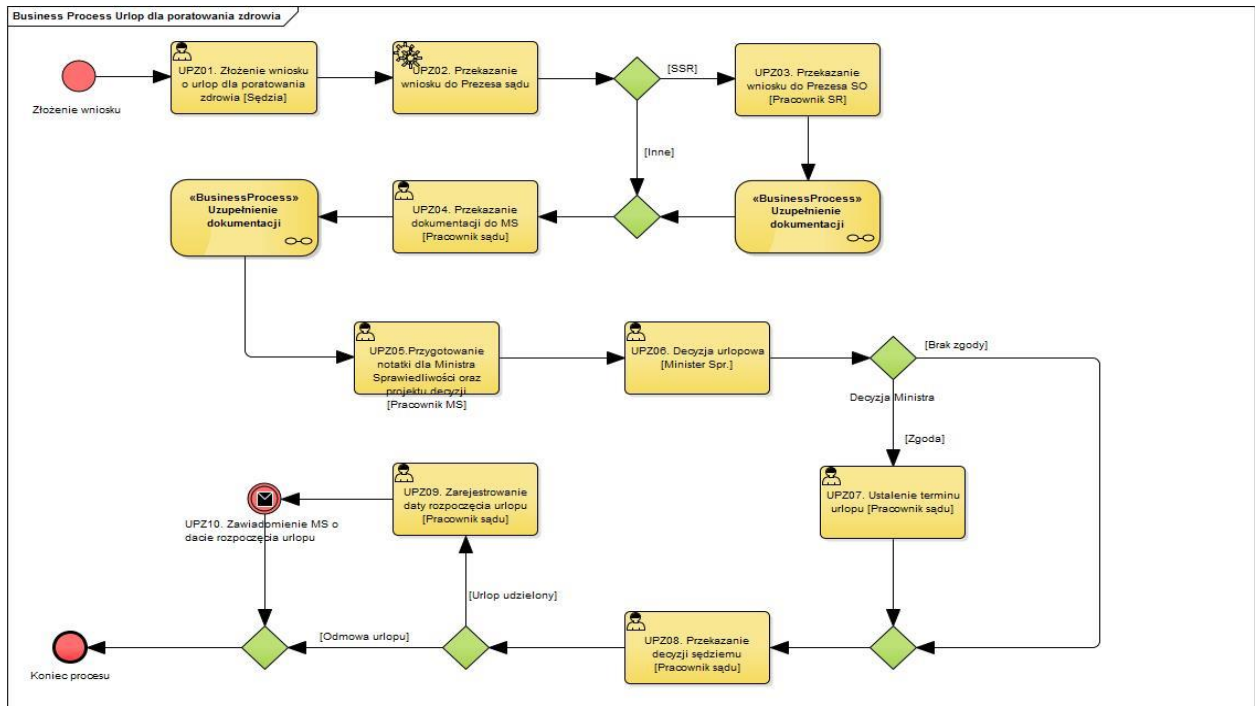 Business Process Urlop dla poratowania zdrowia
Złożenie wniosku
UPZ01. Złożenie wniosku
o urlop dla poratowania
zdrowia [Sędzia]
UPZ02. Przekazanie
wniosku do Prezesa sądu
[SSR]
UPZ03. Przekazanie
wniosku do Prezesa SO
[Pracownik SR]
[Inne]
«BusinessProcess»
Uzupełnienie
dokumentacji
UPZ04. Przekazanie
dokumentacji do MS
[Pracownik sądu]
«BusinessProcess»
Uzupełnienie
dokumentacji
UPZ05.Przygotowanie
notatki dla Ministra
Sprawiedliwości oraz
projektu decyzji
[Pracownik MS]
UPZ06. Decyzja urlopowa
[Minister Spr.]
[Brak zgody]
Decyzja Ministra
[Zgoda]
UPZ07. Ustalenie terminu
urlopu [Pracownik sądu]
UPZ09. Zarejestrowanie
daty rozpoczęcia urlopu
[Pracownik sądu]
UPZ10. Zawiadomienie MS o
dacie rozpoczęcia urlopu
[Urlop udzielony]
UPZ08. Przekazanie
decyzji sędziemu
[Pracownik sądu]
[Odmowa urlopu]
Koniec procesu